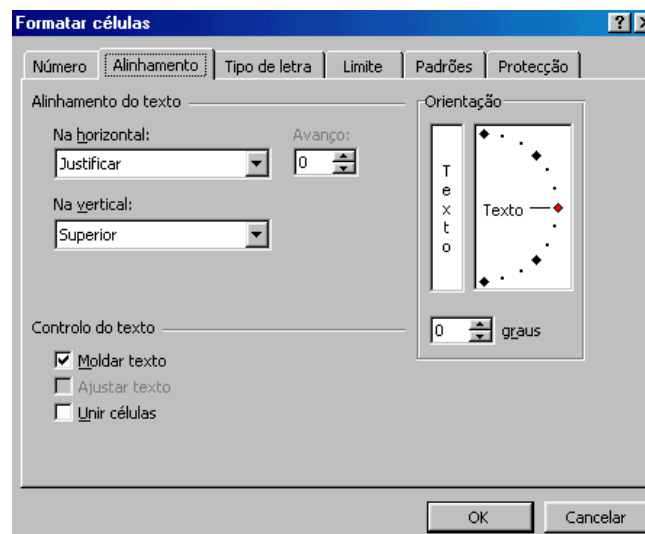 Formatar células
Número Alinhamento Tipo de letra Limite Padrões Protecção
Alinhamento do texto
Na horizontal:
Justificar
Avanço:
0
Na vertical:
Superior
Orientação
Texto
Texto
0 graus
Controlo do texto
Moldar texto
Ajustar texto
Unir células
OK Cancelar